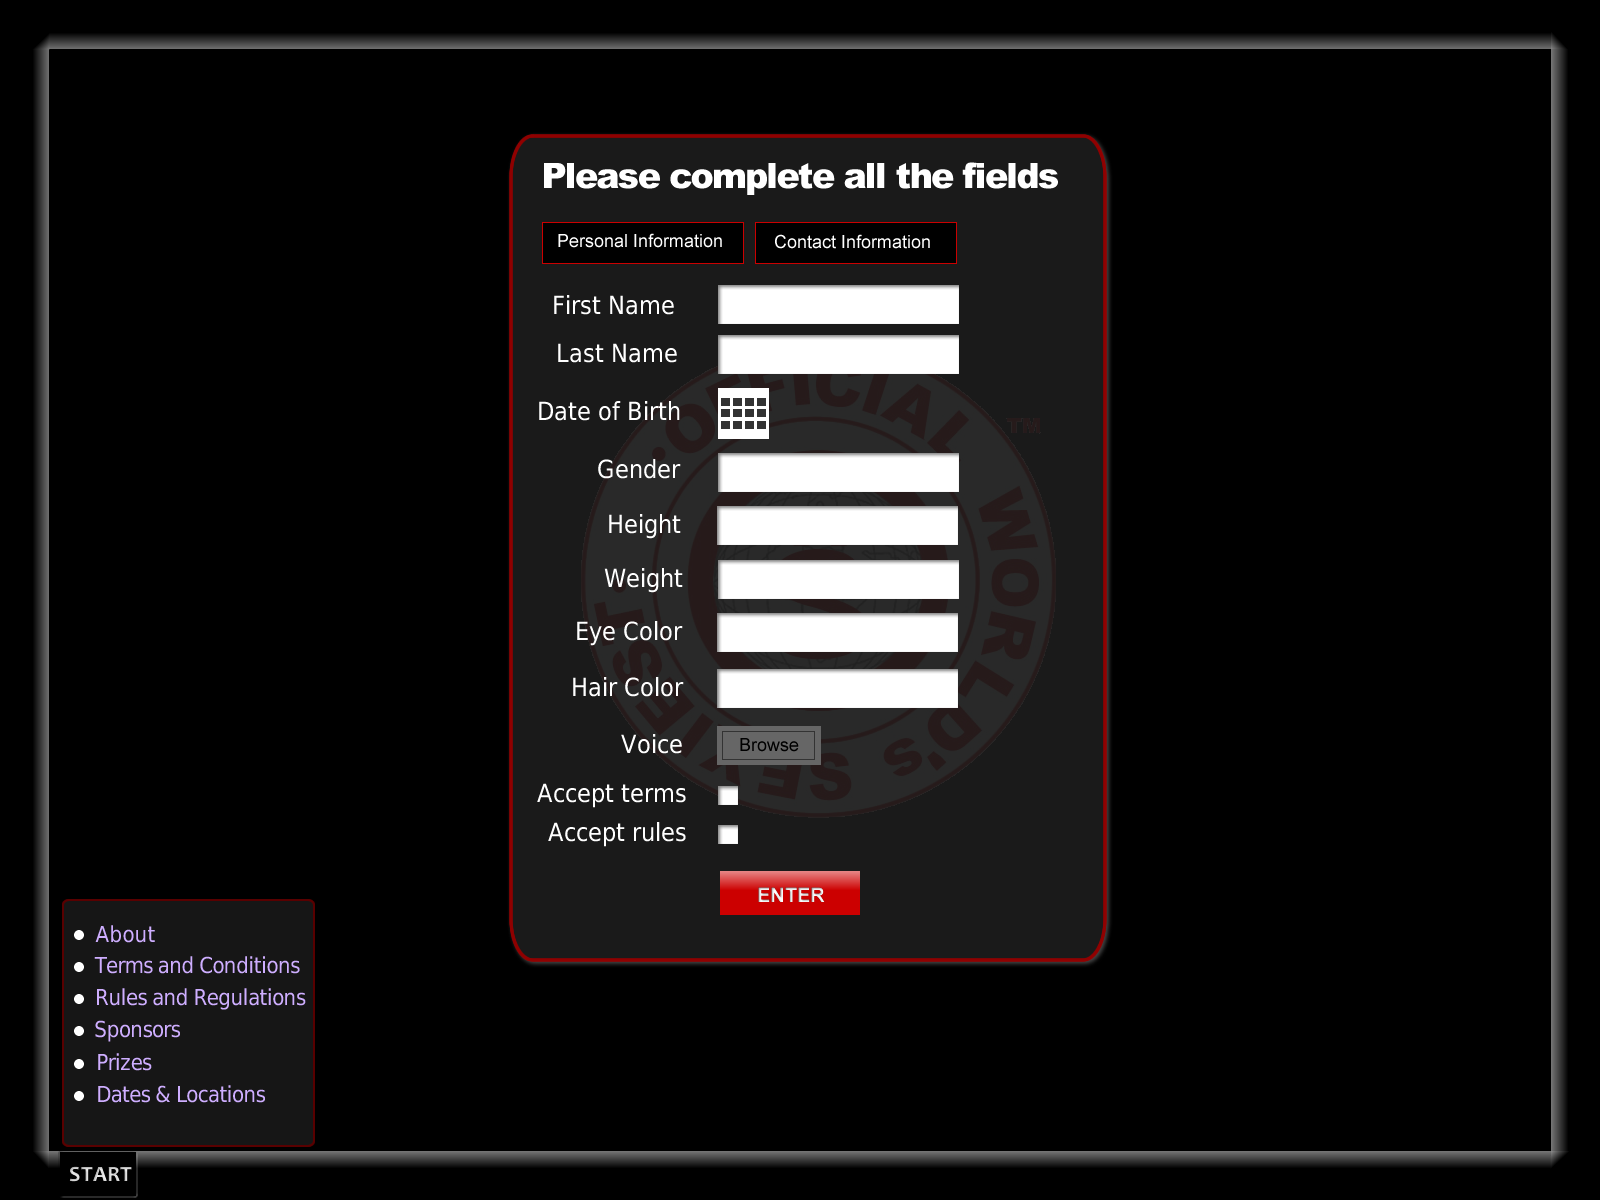 Please complete all the fields
Personal Information
Contact Information
First Name
Last Name
Date of Birth
Gender
Height
Weight
Eye Color
Hair Color
Voice
Browse
Accept terms
Accept rules
ENTER
·OFFICIAL WORLD'S SEXIEST·
TM
About
Terms and Conditions
Rules and Regulations
Sponsors
Prizes
Dates & Locations
START